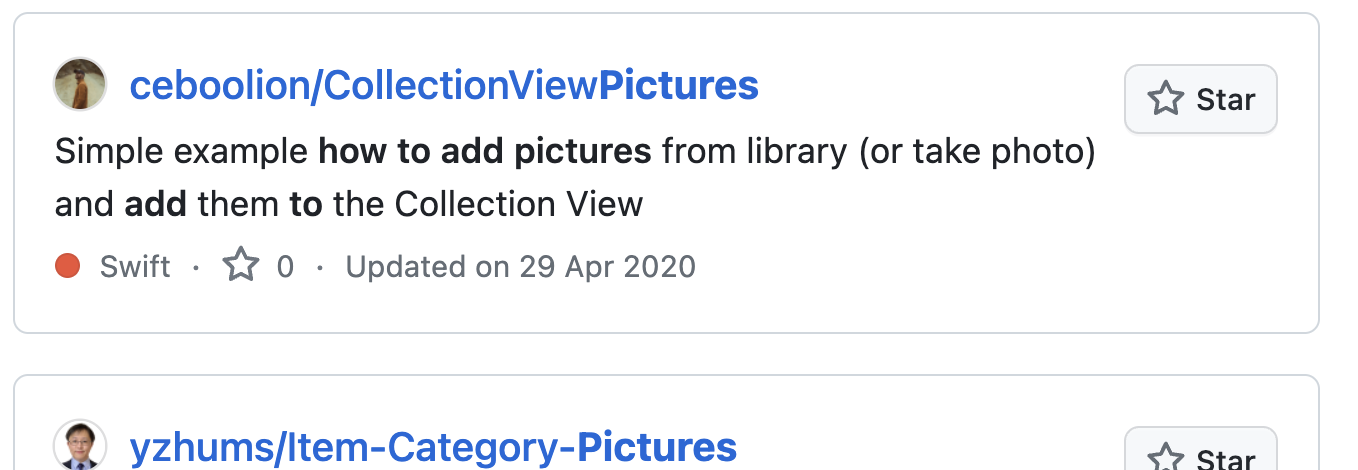 ceboolion/CollectionViewPictures
Star
Simple example how to add pictures from library (or take photo)
and add them to the Collection View
Swift · 0 · Updated on 29 Apr 2020
yzhums/Item-Category-Pictures
Star